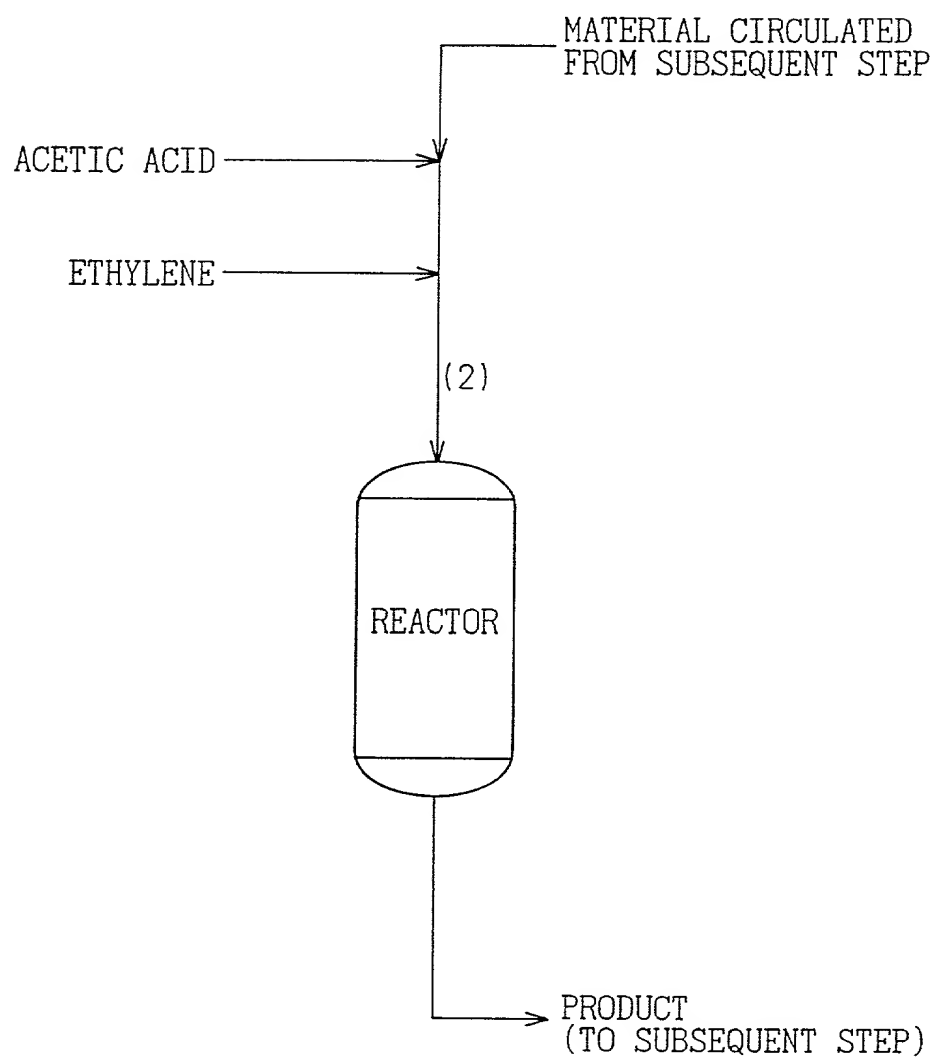 MATERIAL CIRCULATED
FROM SUBSEQUENT STEP
ACETIC ACID
ETHYLENE
(2)
REACTOR
PRODUCT
(TO SUBSEQUENT STEP)